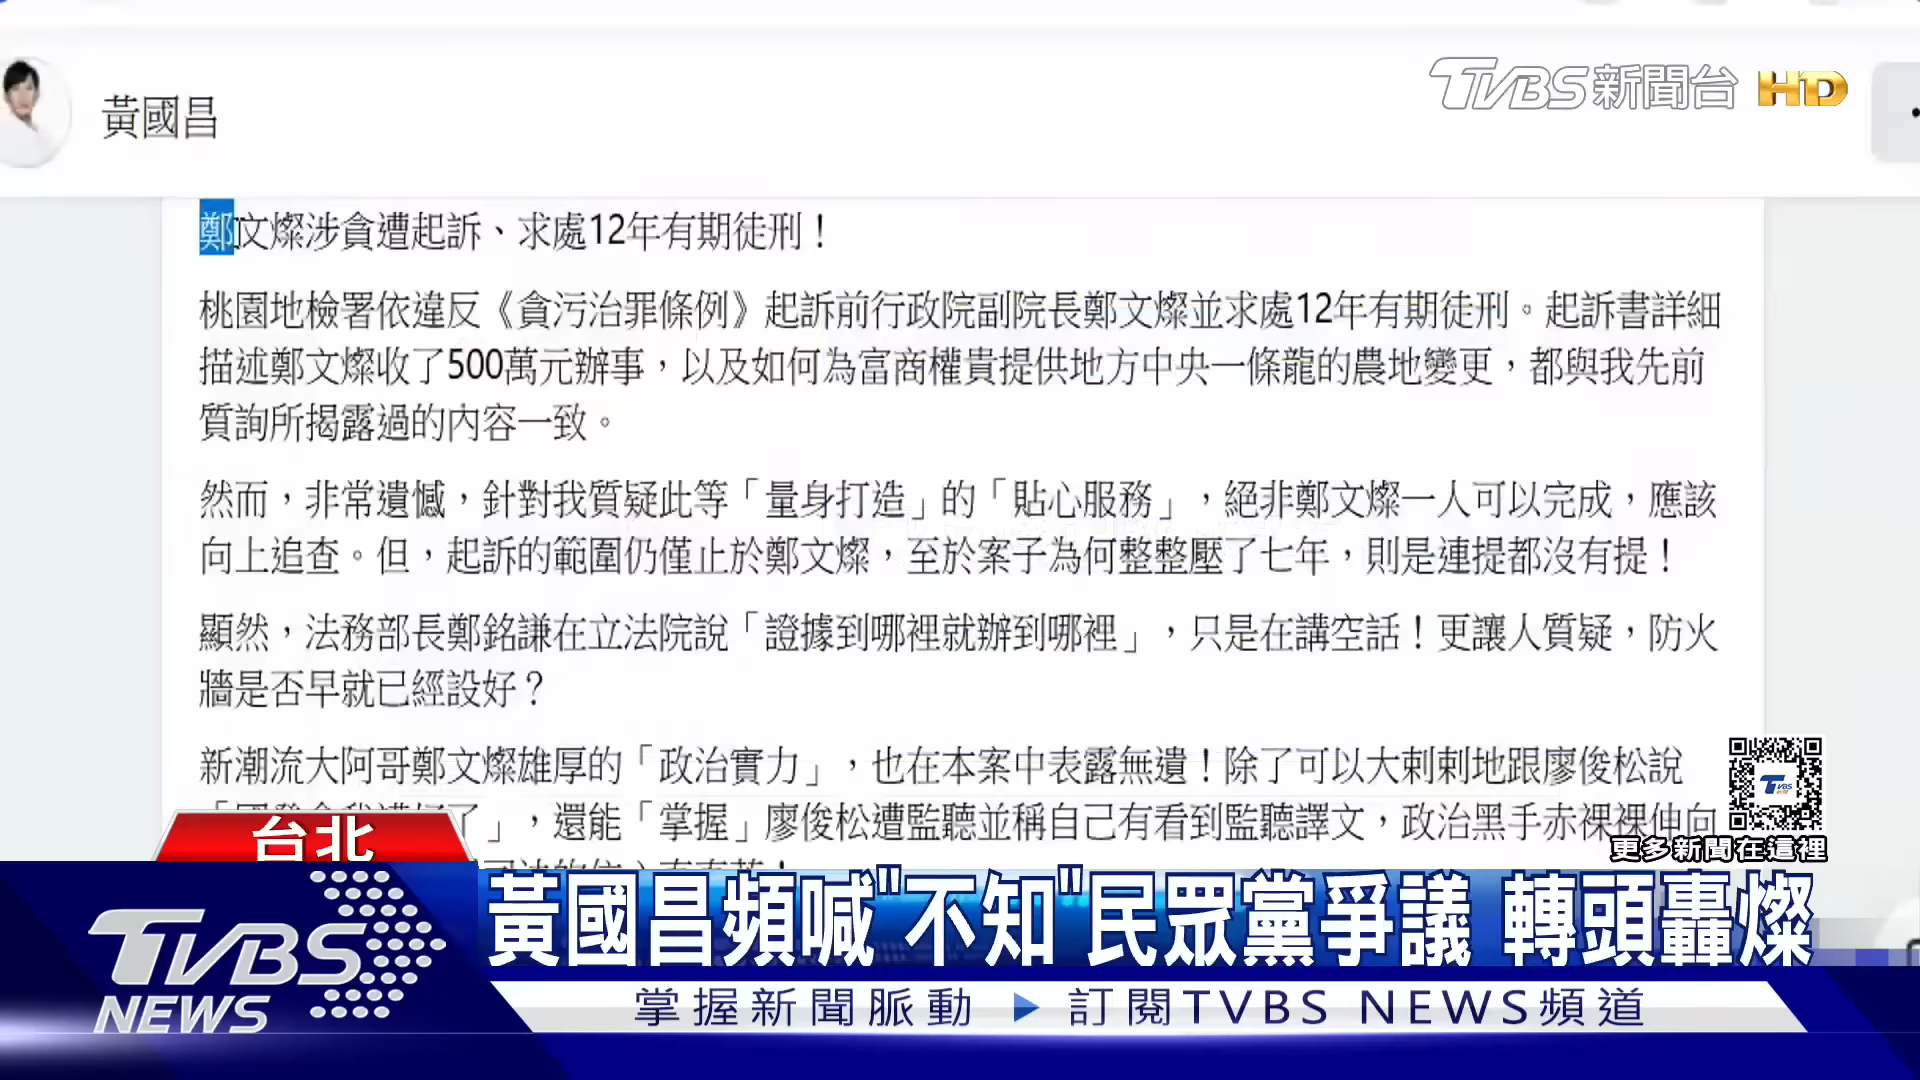 黃國昌
TVBS新聞台 HD
鄭文燦涉貪遭起訴、求處12年有期徒刑！
桃園地檢署依違反《貪污治罪條例》起訴前行政院副院長鄭文燦並求處12年有期徒刑。起訴書詳細
描述鄭文燦收了500萬元辦事，以及如何為富商權貴提供地方中央一條龍的農地變更，都與我先前
質詢所揭露過的內容一致。
然而，非常遺憾，針對我質疑此等「量身打造」的「貼心服務」，絕非鄭文燦一人可以完成，應該
向上追查。但，起訴的範圍仍僅止於鄭文燦，至於案子為何整整壓了七年，則是連提都沒有提！
顯然，法務部長鄭銘謙在立法院說「證據到哪裡就辦到哪裡」，只是在講空話！更讓人質疑，防火
牆是否早就已經設好？
新潮流大阿哥鄭文燦雄厚的「政治實力」，也在本案中表露無遺！除了可以大剌剌地跟廖俊松說
了」，還能「掌握」廖俊松遭監聽並稱自己有看到監聽譯文，政治黑手赤裸裸伸向
TVBS
更多新聞在這裡
台北
黃國昌頻喊"不知"民眾黨爭議 轉頭轟燦
TVBS NEWS
掌握新聞脈動 ▶ 訂閱TVBS NEWS頻道